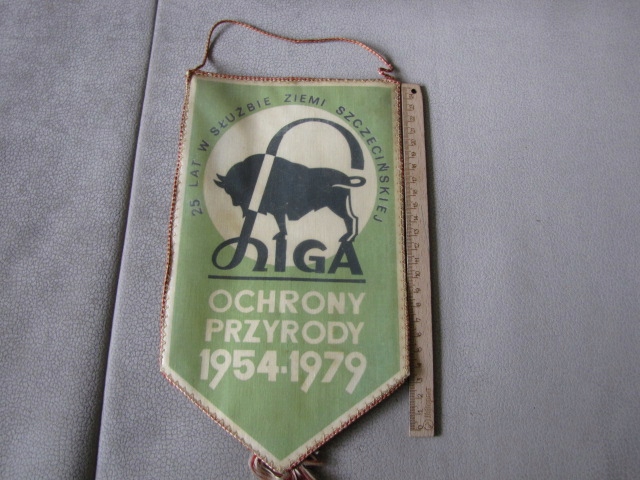 25 LAT W SŁUŻBIE ZIEMI SZCZECIŃSKIEJ
LIGA
OCHRONY
PRZYRODY
1954-1979